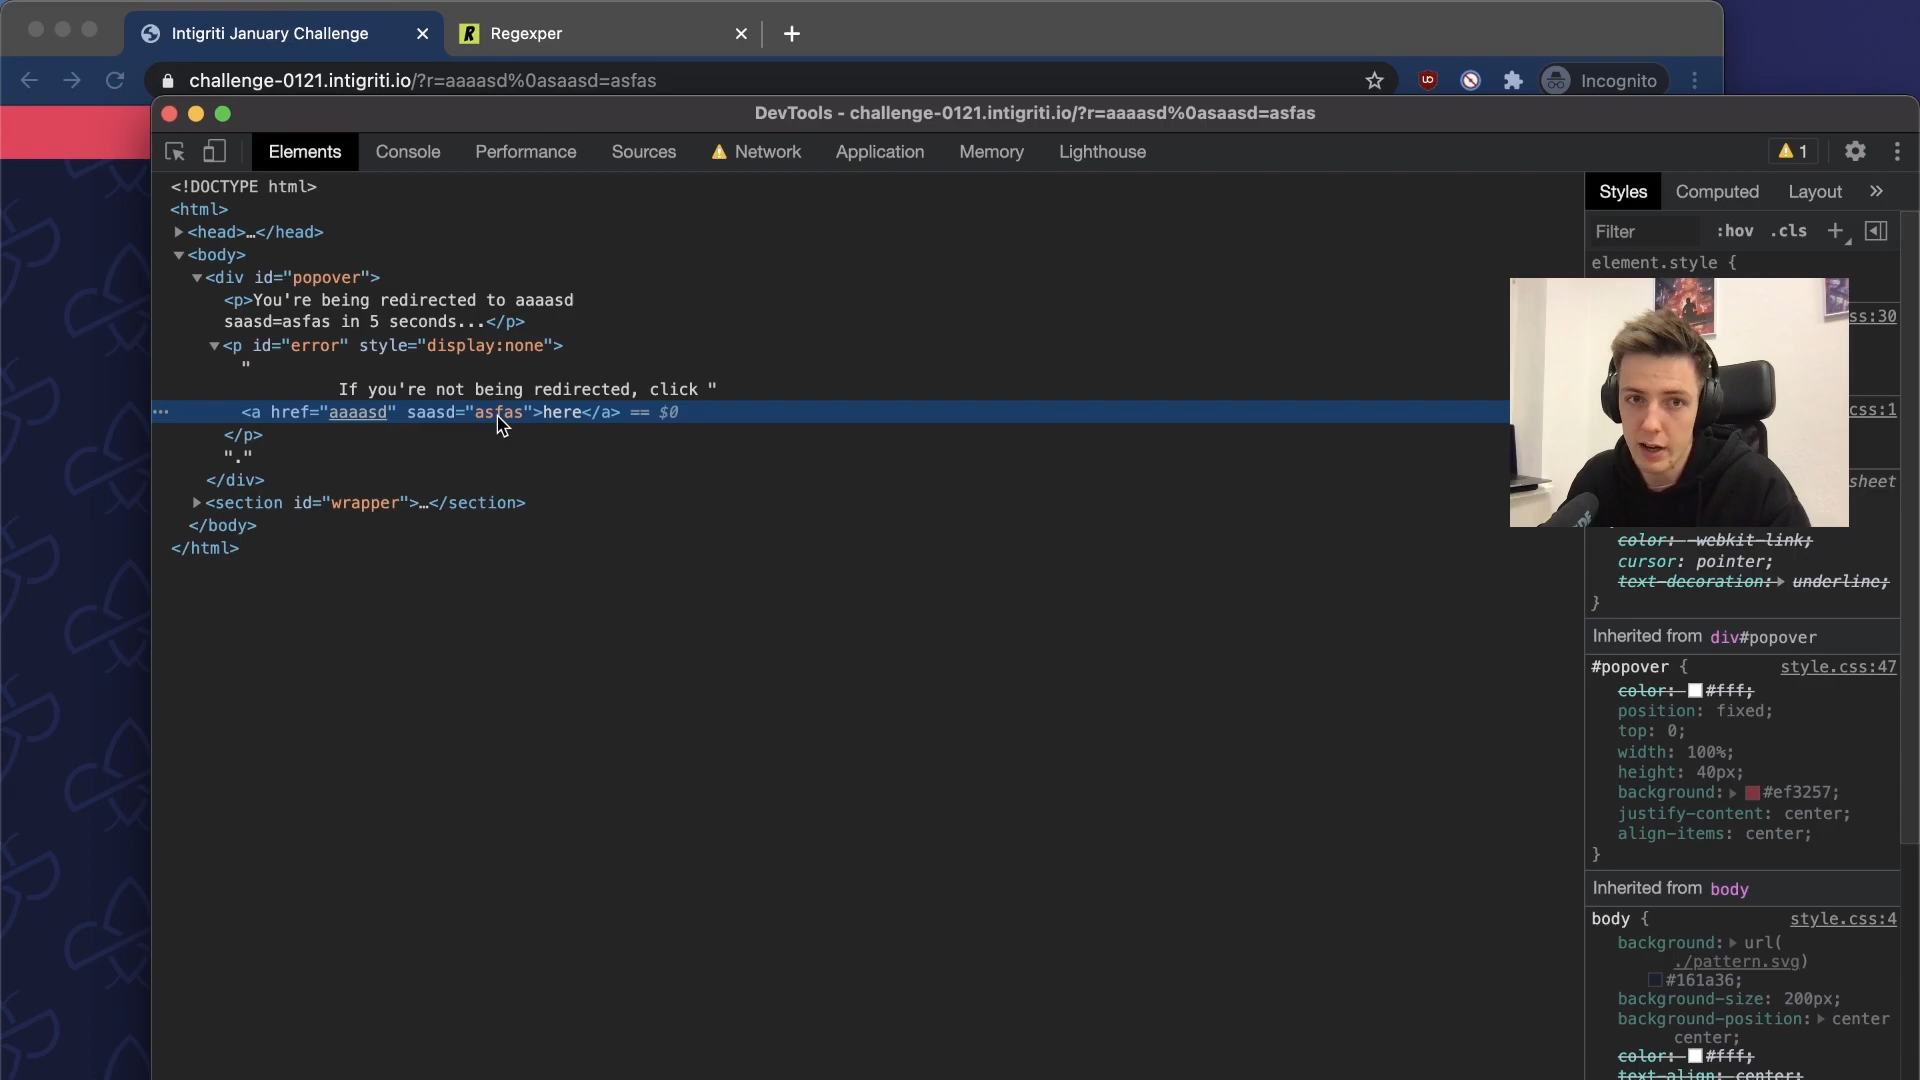 Intigriti January Challenge
Regexper
challenge-0121.intigriti.io/?r=aaaasd%0asaasd=asfas
Incognito
DevTools - challenge-0121.intigriti.io/?r=aaaasd%0asaasd=asfas
Elements Console Performance Sources Network Application Memory Lighthouse 1
<!DOCTYPE html>
<html>
<head>…</head>
<body>
<div id="popover">
<p>You're being redirected to aaaasd
saasd=asfas in 5 seconds...</p>
<p id="error" style="display:none">
"
If you're not being redirected, click "
<a href="aaaasd" saasd="asfas">here</a> == $0
</p>
"."
</div>
<section id="wrapper">…</section>
</body>
</html>
Styles Computed Layout »
Filter :hov .cls +
element.style {
ss:30
ss:1
sheet
color: -webkit-link;
cursor: pointer;
text-decoration: underline;
}
Inherited from div#popover
#popover { style.css:47
color: #fff;
position: fixed;
top: 0;
width: 100%;
height: 40px;
background: #ef3257;
justify-content: center;
align-items: center;
}
Inherited from body
body { style.css:4
background: url(
./pattern.svg)
#161a36;
background-size: 200px;
background-position: center
center;
color: #fff;
text-align: center;